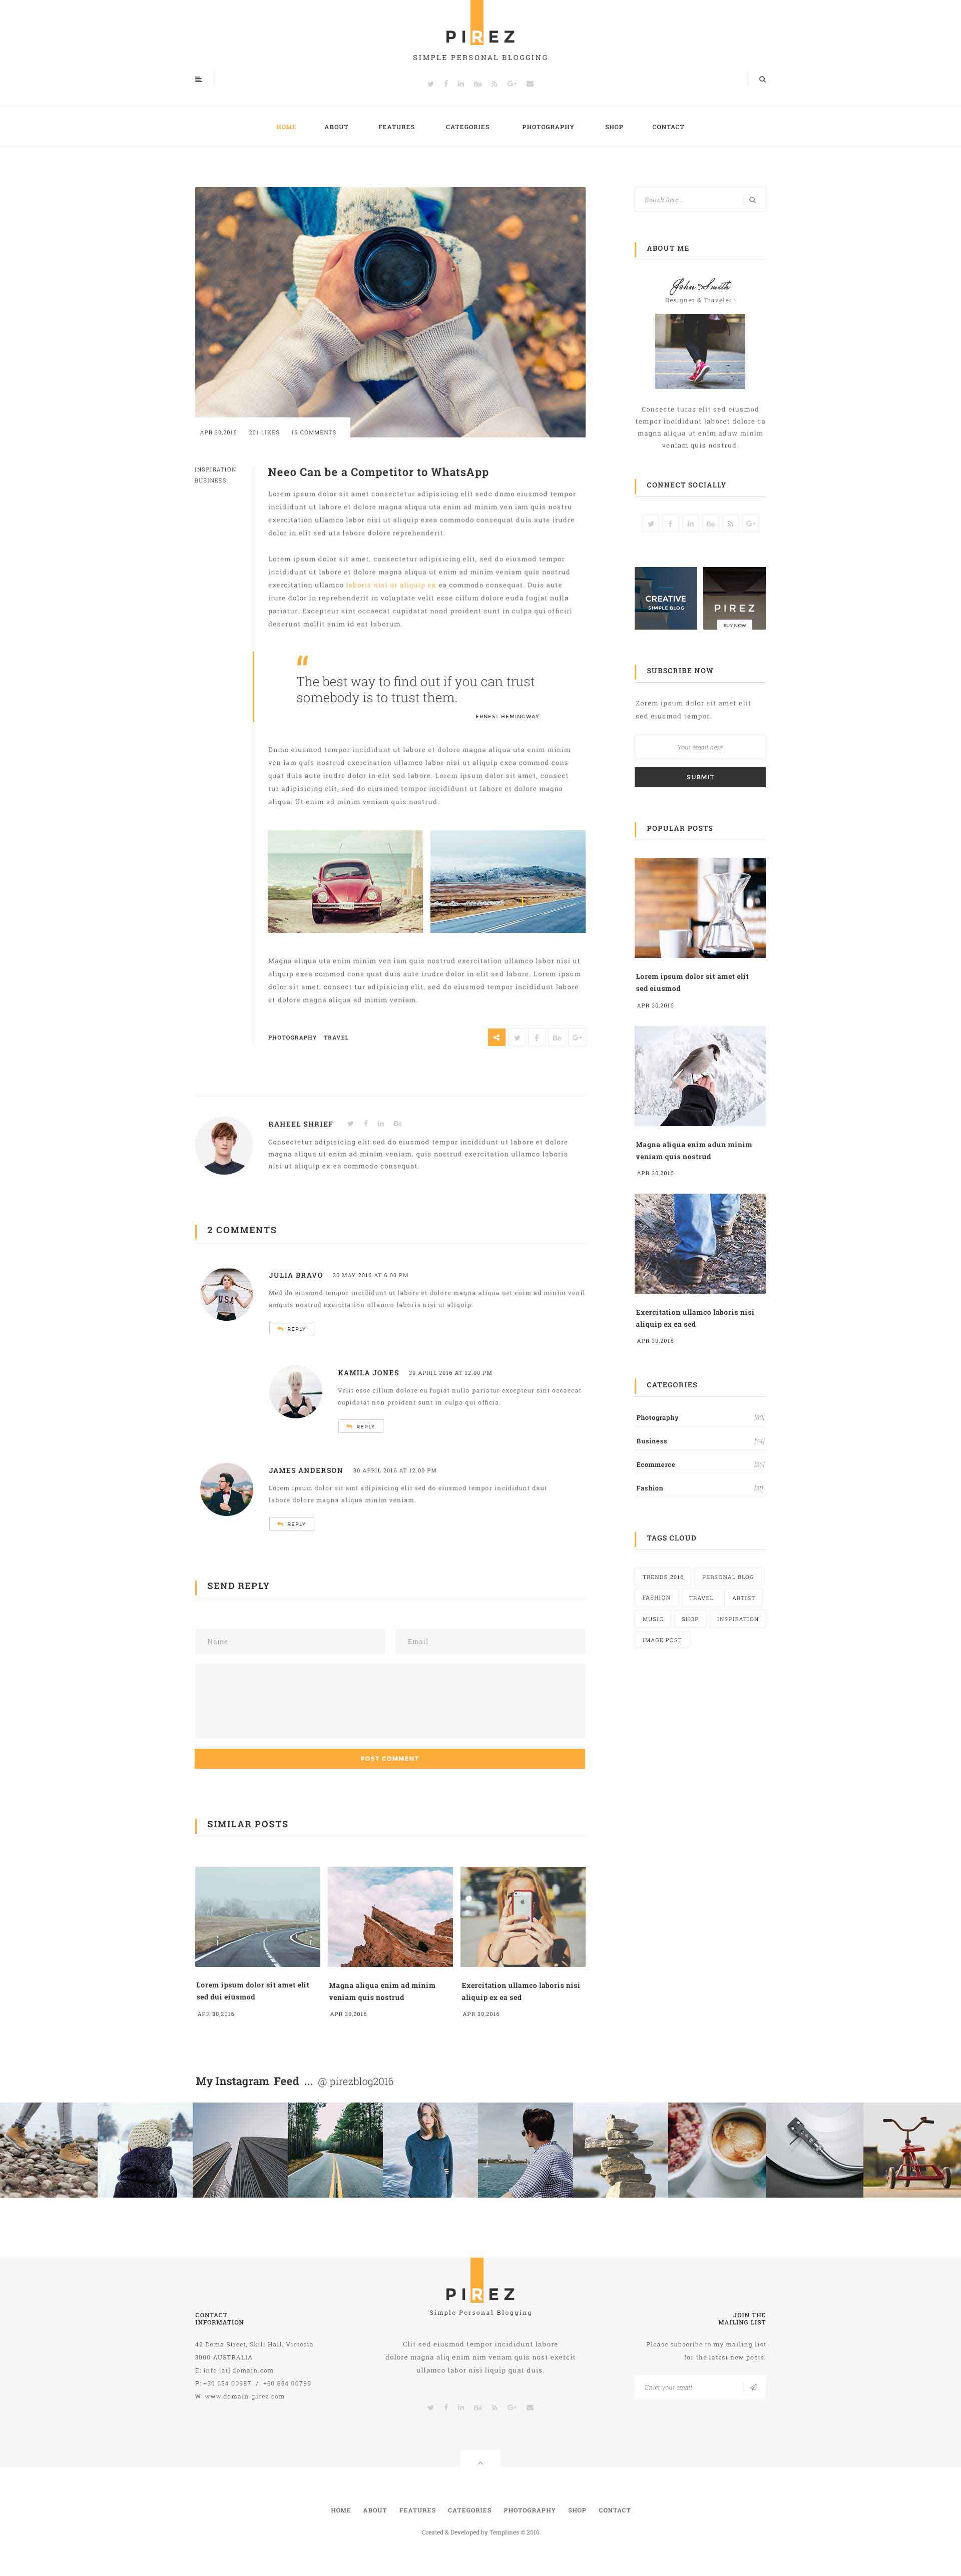 PIREZ
SIMPLE PERSONAL BLOGGING
HOME ABOUT FEATURES CATEGORIES PHOTOGRAPHY SHOP CONTACT
APR 30,2016 201 LIKES 15 COMMENTS
INSPIRATION
BUSINESS
Neeo Can be a Competitor to WhatsApp
Lorem ipsum dolor sit amet consectetur adipisicing elit sedc dnmo eiusmod tempor
incididunt ut labore et dolore magna aliqua uta enim ad minim ven iam quis nostru
exercitation ullamco labor nisi ut aliquip exea commodo consequat duis aute irudre
dolor in elit sed uta labore dolore reprehenderit.
Lorem ipsum dolor sit amet, consectetur adipisicing elit, sed do eiusmod tempor
incididunt ut labore et dolore magna aliqua ut enim ad minim veniam quis nostrud
exercitation ullamco laboris nisi ut aliquip ex ea commodo consequat. Duis aute
irure dolor in reprehenderit in voluptate velit esse cillum dolore euda fugiat nulla
pariatur. Excepteur sint occaecat cupidatat nond proident sunt in culpa qui officirl
deserunt mollit anim id est laborum.
“
The best way to find out if you can trust
somebody is to trust them.
ERNEST HEMINGWAY
Dnmo eiusmod tempor incididunt ut labore et dolore magna aliqua uta enim minim
ven iam quis nostrud exercitation ullamco labor nisi ut aliquip exea commod cons
quat duis aute irudre dolor in elit sed labore. Lorem ipsum dolor sit amet, consect
tur adipisicing elit, sed do eiusmod tempor incididunt ut labore et dolore magna
aliqua. Ut enim ad minim veniam quis nostrud.
Magna aliqua uta enim minim ven iam quis nostrud exercitation ullamco labor nisi ut
aliquip exea commod cons quat duis aute irudre dolor in elit sed labore. Lorem ipsum
dolor sit amet, consect tur adipisicing elit, sed do eiusmod tempor incididunt labore
et dolore magna aliqua ad minim veniam.
PHOTOGRAPHY TRAVEL
RAHEEL SHRIEF
Consectetur adipisicing elit sed do eiusmod tempor incididunt ut labore et dolore
magna aliqua ut enim ad minim veniam, quis nostrud exercitation ullamco laboris
nisi ut aliquip ex ea commodo consequat.
2 COMMENTS
JULIA BRAVO 30 MAY 2016 AT 6.00 PM
Med do eiusmod tempor incididunt ut labore et dolore magna aliqua uet enim ad minim venil
amquis nostrud exercitation ullamco laboris nisi ut aliquip.
REPLY
KAMILA JONES 30 APRIL 2016 AT 12.00 PM
Velit esse cillum dolore eu fugiat nulla pariatur excepteur sint occaecat
cupidatat non proident sunt in culpa qui officia.
REPLY
JAMES ANDERSON 30 APRIL 2016 AT 12.00 PM
Lorem ipsum dolor sit amt adipisicing elit sed do eiusmod tempor incididunt daut
labore dolore magna aliqua minim veniam.
REPLY
SEND REPLY
Name
Email
POST COMMENT
SIMILAR POSTS
Lorem ipsum dolor sit amet elit
sed dui eiusmod
APR 30,2016
Magna aliqua enim ad minim
veniam quis nostrud
APR 30,2016
Exercitation ullamco laboris nisi
aliquip ex ea sed
APR 30,2016
Search here ...
ABOUT ME
John Smith
Designer & Traveler !
Consecte turas elit sed eiusmod
tempor incididunt laboret dolore ca
magna aliqua ut enim aduw minim
veniam quis nostrud.
CONNECT SOCIALLY
CREATIVE
SIMPLE BLOG
PIREZ
BUY NOW
SUBSCRIBE NOW
Zorem ipsum dolor sit amet elit
sed eiusmod tempor.
Your email here
SUBMIT
POPULAR POSTS
Lorem ipsum dolor sit amet elit
sed eiusmod
APR 30,2016
Magna aliqua enim adun minim
veniam quis nostrud
APR 30,2016
Exercitation ullamco laboris nisi
aliquip ex ea sed
APR 30,2016
CATEGORIES
Photography [80]
Business [74]
Ecommerce [26]
Fashion [31]
TAGS CLOUD
TRENDS 2016 PERSONAL BLOG
FASHION TRAVEL ARTIST
MUSIC SHOP INSPIRATION
IMAGE POST
My Instagram Feed ... @ pirezblog2016
PIREZ
Simple Personal Blogging
CONTACT
INFORMATION
42 Doma Street, Skill Hall, Victoria
3000 AUSTRALIA
E: info [at] domain.com
P: +30 654 00987 / +30 654 00789
W: www.domain-pirez.com
Clit sed eiusmod tempor incididunt labore
dolore magna aliq enim nim venam quis nost exercit
ullamco labor nisi liquip quat duis.
JOIN THE
MAILING LIST
Please subscribe to my mailing list
for the latest new posts.
Enter your email
HOME ABOUT FEATURES CATEGORIES PHOTOGRAPHY SHOP CONTACT
Created & Developed by Templines © 2016